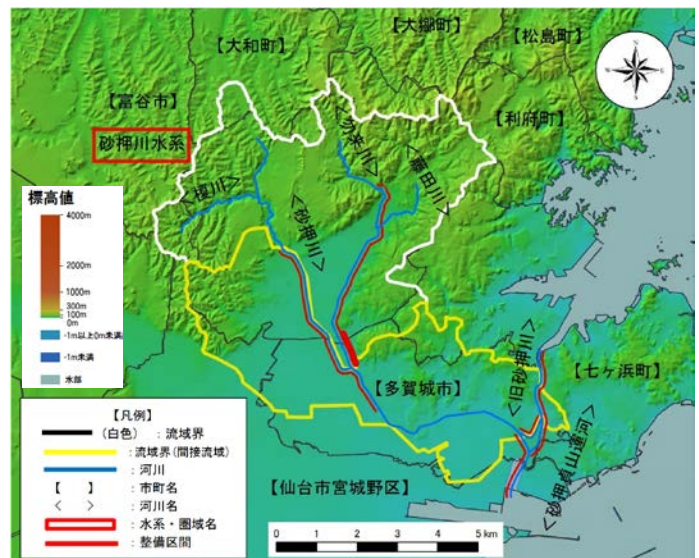 【大和町】
【大郷町】
【松島町】
【富谷市】
【利府町】
砂押川水系
<勿来川>
<藤田川>
<榎川>
<砂押川>
標高値
4000m
2000m
1000m
300m
100m
0m
-1m以上0m未満
-1m未満
水部
<旧砂押川>
【七ヶ浜町】
【多賀城市】
<砂押貞山運河>
【仙台市宮城野区】
【凡例】
(白色) : 流域界
: 流域界(間接流域)
: 河川
【 】 : 市町名
< > : 河川名
: 水系・圏域名
: 整備区間
0 1 2 3 4 5 km